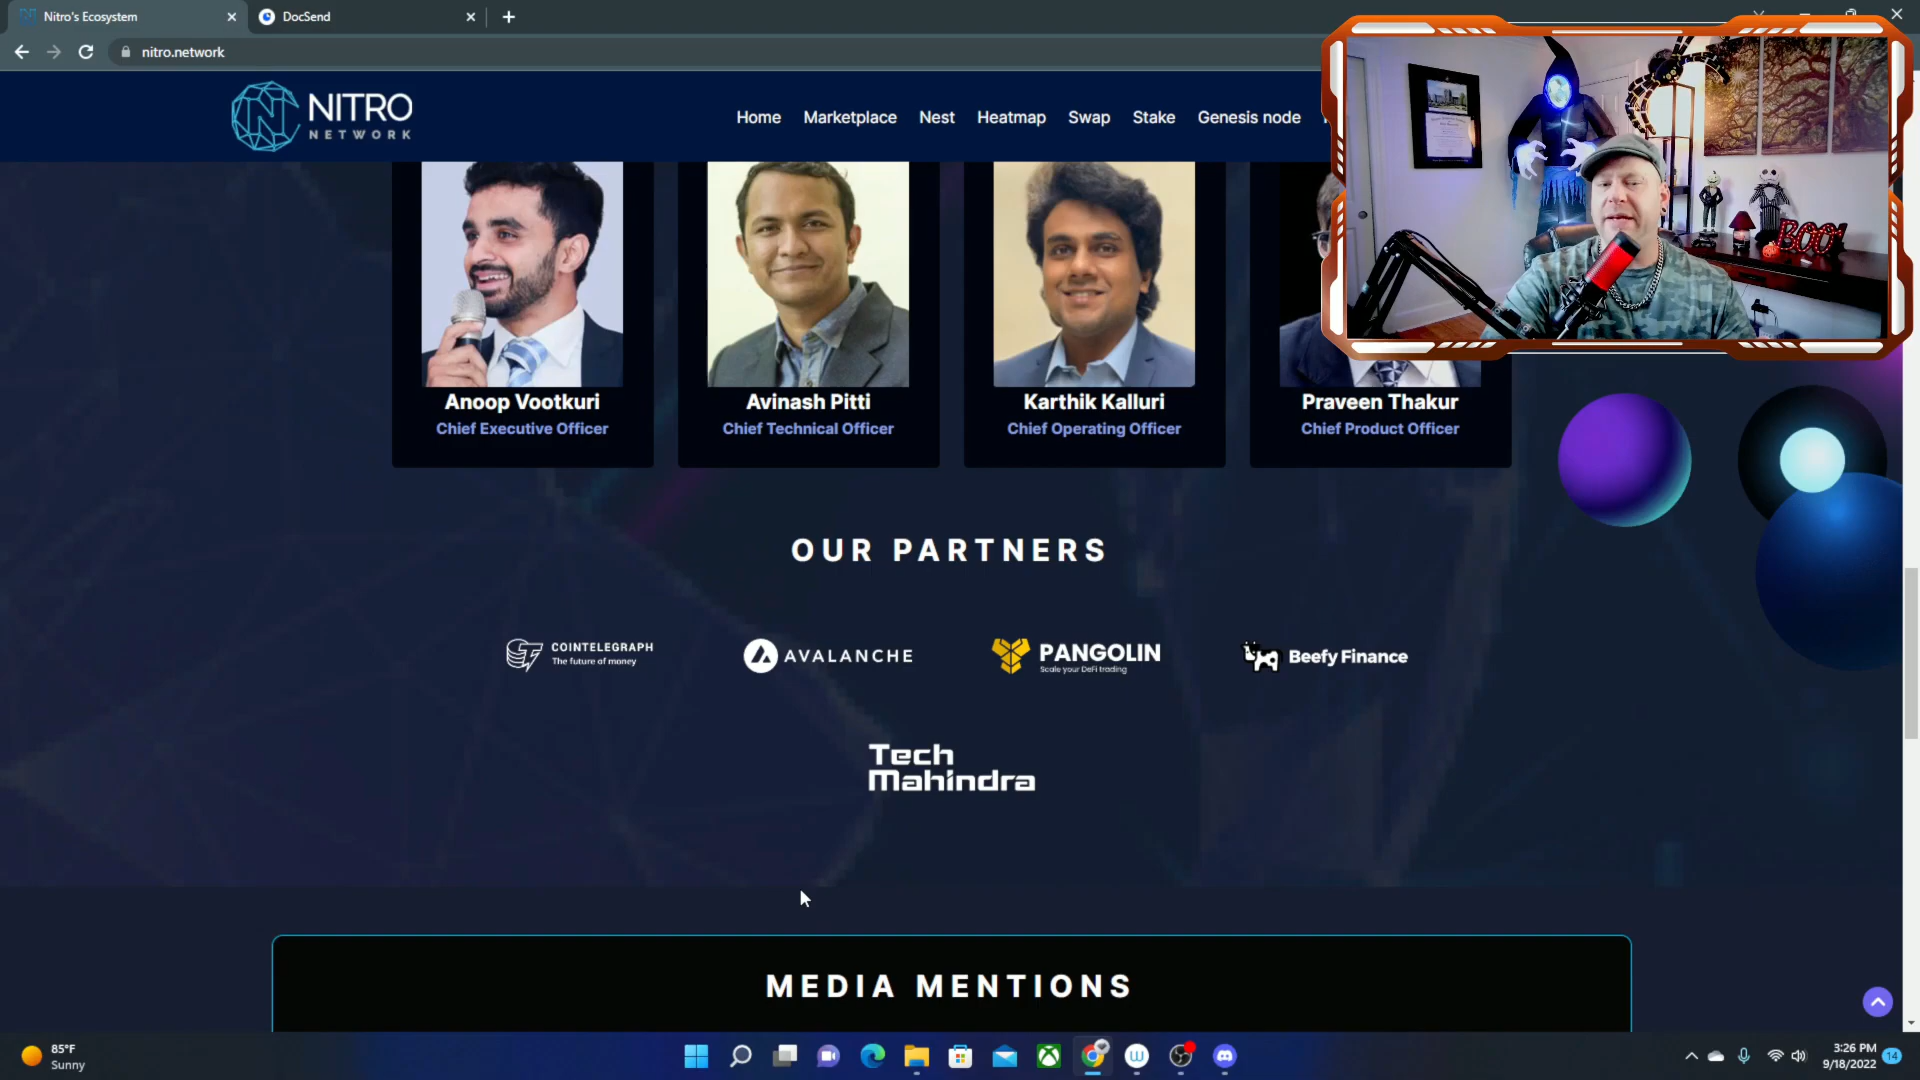 Nitro's Ecosystem
DocSend
nitro.network
NITRO
NETWORK
Home Marketplace Nest Heatmap Swap Stake Genesis node
BOO!
Anoop Vootkuri
Chief Executive Officer
Avinash Pitti
Chief Technical Officer
Karthik Kalluri
Chief Operating Officer
Praveen Thakur
Chief Product Officer
OUR PARTNERS
COINTELEGRAPH
The future of money
AVALANCHE
PANGOLIN
Scale your DeFi trading
Beefy Finance
Tech
Mahindra
MEDIA MENTIONS
85°F
Sunny
3:26 PM
9/18/2022
14